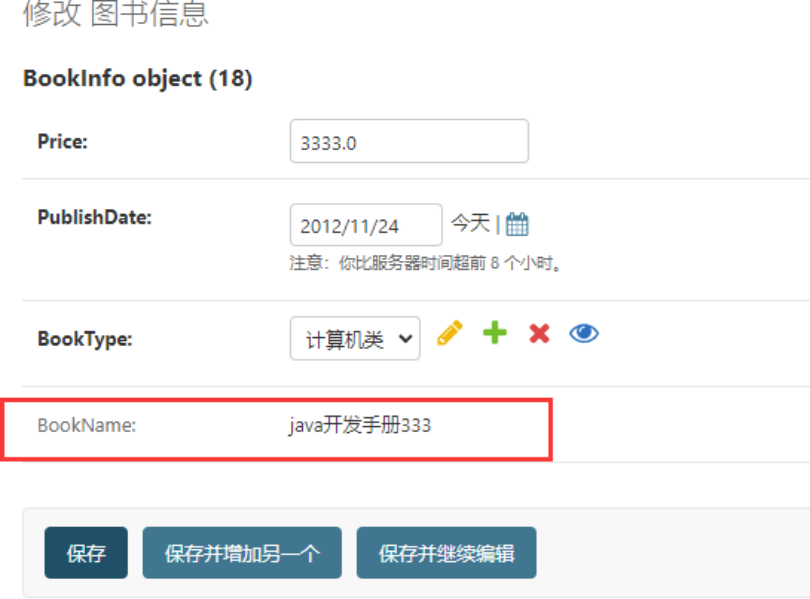 修改 图书信息
BookInfo object (18)
Price:
3333.0
PublishDate:
2012/11/24 今天 |
注意：你比服务器时间超前 8 个小时。
BookType:
计算机类
BookName:
java开发手册333
保存 保存并增加另一个 保存并继续编辑